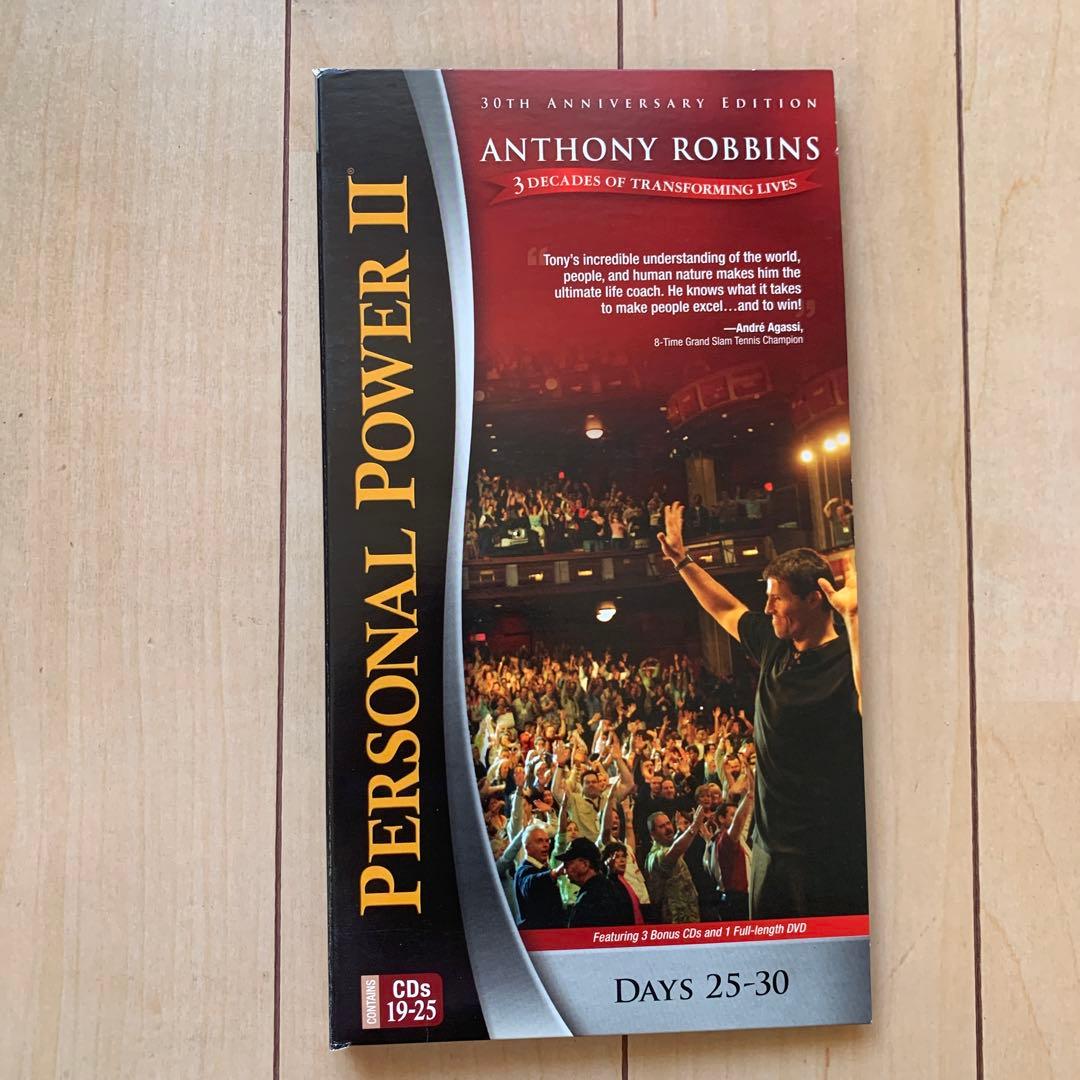 30TH ANNIVERSARY EDITION
ANTHONY ROBBINS
3 DECADES OF TRANSFORMING LIVES
“Tony's incredible understanding of the world,
people, and human nature makes him the
ultimate life coach. He knows what it takes
to make people excel...and to win!”
—André Agassi,
8-Time Grand Slam Tennis Champion
PERSONAL POWER II®
Featuring 3 Bonus CDs and 1 Full-length DVD
DAYS 25-30
CONTAINS
CDs
19-25